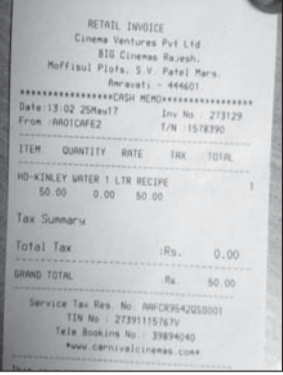 RETAIL INVOICE
Cinema Ventures Pvt Ltd
BIG Cinemas Rajesh,
Moffisul Plots, S.V. Patel Marg,
Amravati - 444601
*****************CASH MEMO*****************
Date:13:02 25May17 Inv No : 273129
From :AA01CAFE2 T/N :1578390
ITEM QUANTITY RATE TAX TOTAL
HO-KINLEY WATER 1 LTR RECIPE 1
50.00 0.00 50.00
Tax Summary
Total Tax :Rs. 0.00
GRAND TOTAL :Rs. 50.00
Service Tax Reg. No. AAFCR9542QSD001
TIN No : 27391115767V
Tele Booking No : 39894040
*www.carnivalcinemas.com*